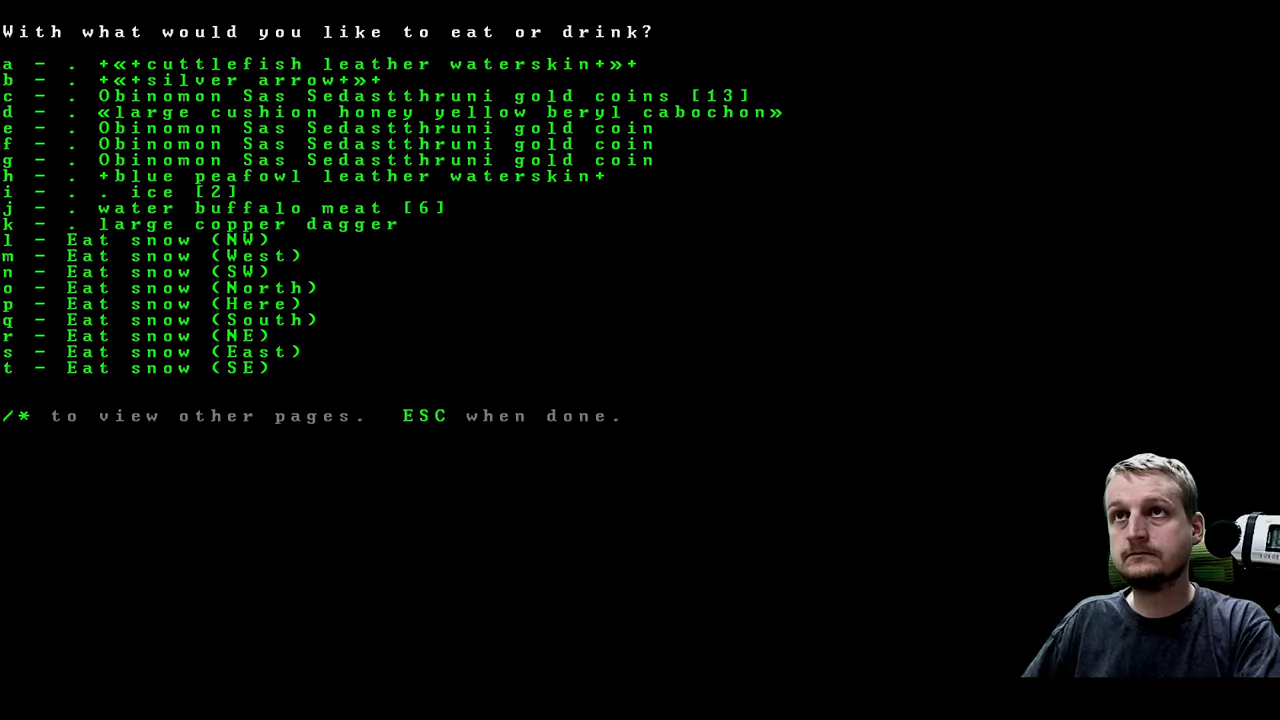 With what would you like to eat or drink?
a - . +«+cuttlefish leather waterskin+»+
b - . +«+silver arrow+»+
c - . Obinomon Sas Sedastthruni gold coins [13]
d - . «large cushion honey yellow beryl cabochon»
e - . Obinomon Sas Sedastthruni gold coin
f - . Obinomon Sas Sedastthruni gold coin
g - . Obinomon Sas Sedastthruni gold coin
h - . +blue peafowl leather waterskin+
i - . . ice [2]
j - . water buffalo meat [6]
k - . large copper dagger
l - Eat snow (NW)
m - Eat snow (West)
n - Eat snow (SW)
o - Eat snow (North)
p - Eat snow (Here)
q - Eat snow (South)
r - Eat snow (NE)
s - Eat snow (East)
t - Eat snow (SE)
/* to view other pages. ESC when done.